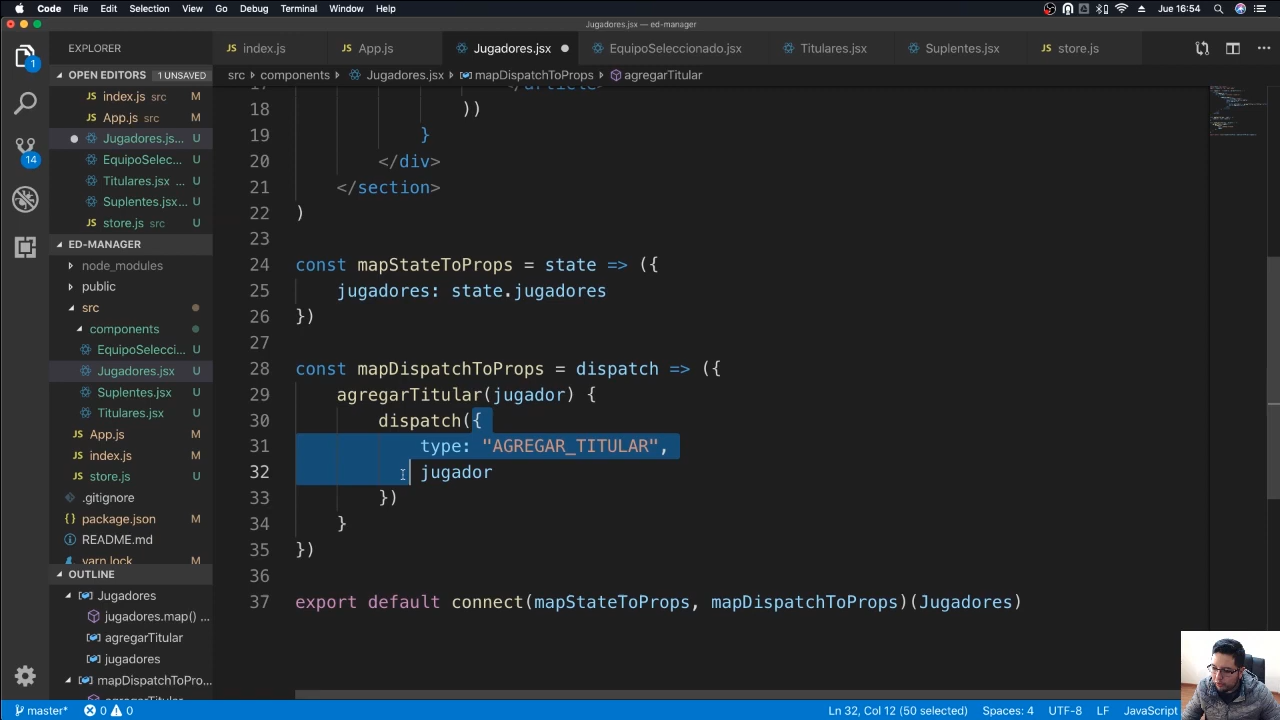 Code File Edit Selection View Go Debug Terminal Window Help Jue 16:54
Jugadores.jsx — ed-manager
EXPLORER
index.js App.js Jugadores.jsx EquipoSeleccionado.jsx Titulares.jsx Suplentes.jsx store.js
OPEN EDITORS 1 UNSAVED
src components Jugadores.jsx mapDispatchToProps agregarTitular
index.js src M
App.js src M
Jugadores.js... U
EquipoSelec... U
Titulares.jsx ... U
Suplentes.jsx... U
store.js src U
ED-MANAGER
node_modules
public
src
components
EquipoSelecci... U
Jugadores.jsx U
Suplentes.jsx U
Titulares.jsx U
App.js M
index.js M
store.js U
.gitignore
package.json M
README.md
yarn.lock M
OUTLINE
Jugadores
jugadores.map() ...
agregarTitular
jugadores
mapDispatchToPro...
agregarTitular
17 </article>
18 ))
19 }
20 </div>
21 </section>
22 )
23
24 const mapStateToProps = state => ({
25 jugadores: state.jugadores
26 })
27
28 const mapDispatchToProps = dispatch => ({
29 agregarTitular(jugador) {
30 dispatch({
31 type: "AGREGAR_TITULAR",
32 jugador
33 })
34 }
35 })
36
37 export default connect(mapStateToProps, mapDispatchToProps)(Jugadores)
1
14
master* 0 0 Ln 32, Col 12 (50 selected) Spaces: 4 UTF-8 LF JavaScript